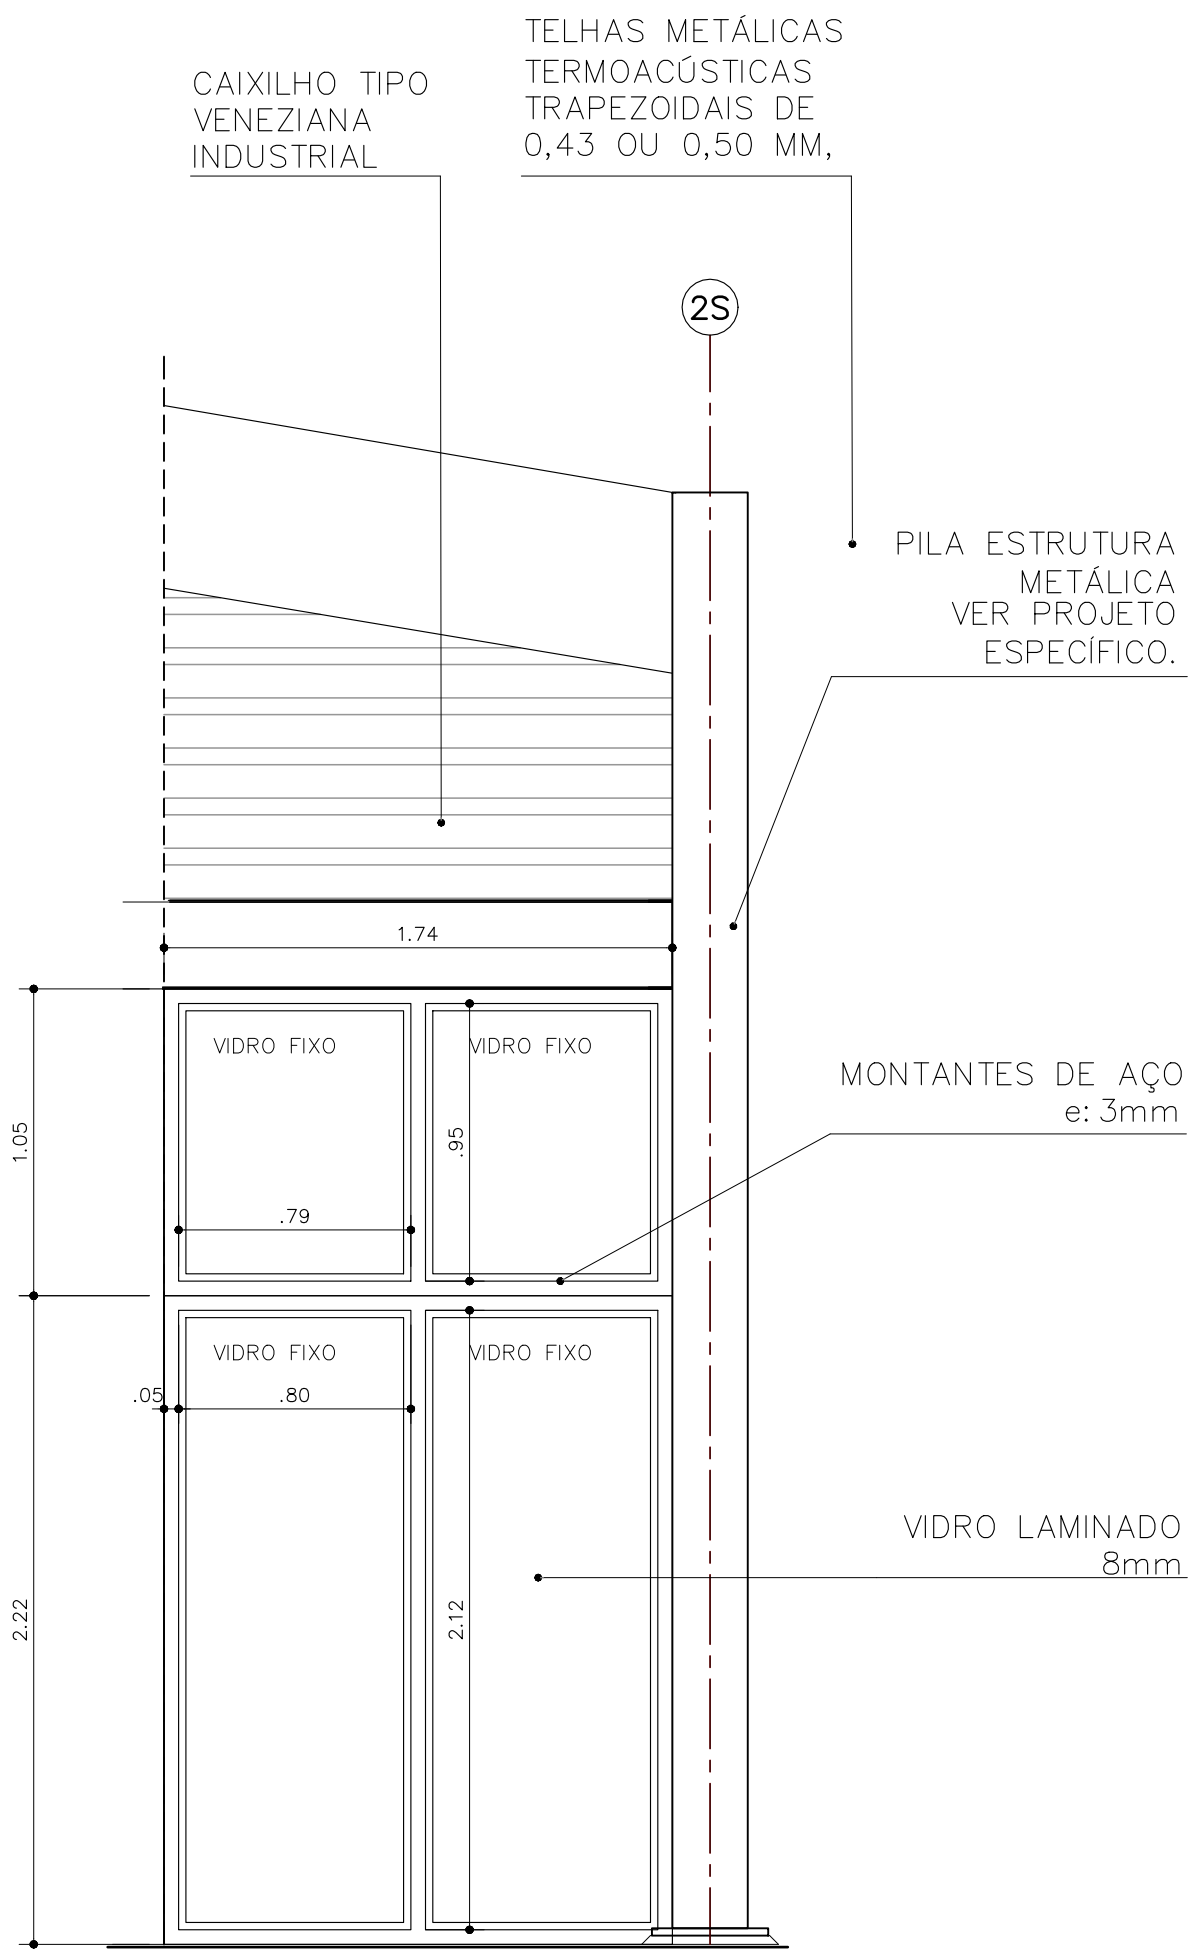 TELHAS METÁLICAS
TERMOACÚSTICAS
TRAPEZOIDAIS DE
0,43 OU 0,50 MM,
CAIXILHO TIPO
VENEZIANA
INDUSTRIAL
2S
PILA ESTRUTURA
METÁLICA
VER PROJETO
ESPECÍFICO.
1.74
VIDRO FIXO
VIDRO FIXO
MONTANTES DE AÇO
e: 3mm
1.05
.95
.79
VIDRO FIXO
VIDRO FIXO
.05
.80
VIDRO LAMINADO
8mm
2.22
2.12